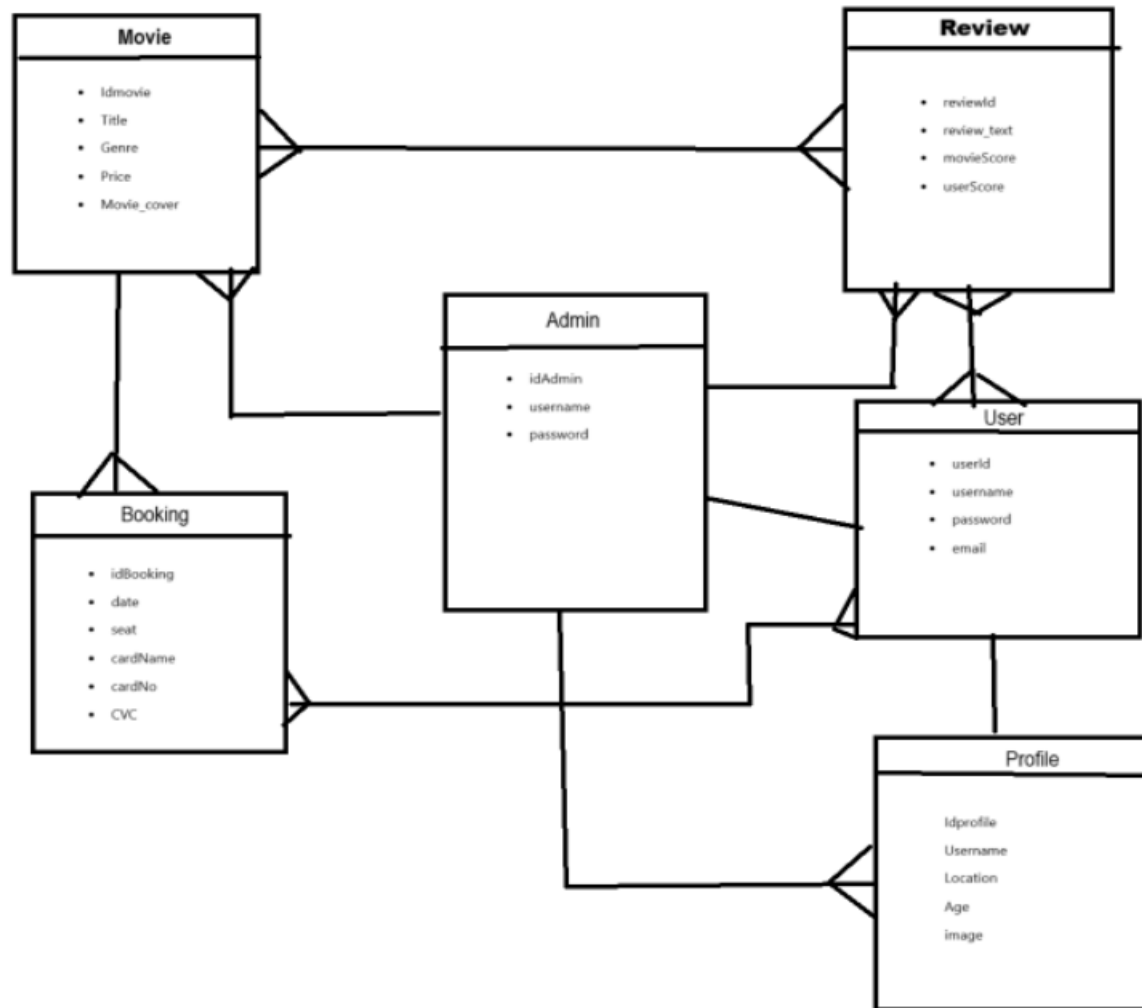 Movie
• Idmovie
• Title
• Genre
• Price
• Movie_cover
Review
• reviewId
• review_text
• movieScore
• userScore
Admin
• idAdmin
• username
• password
User
• userId
• username
• password
• email
Booking
• idBooking
• date
• seat
• cardName
• cardNo
• CVC
Profile
Idprofile
Username
Location
Age
image